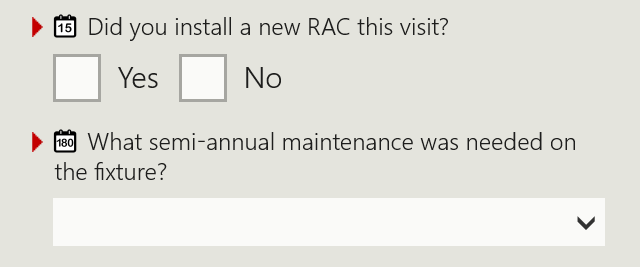 15 Did you install a new RAC this visit?
Yes No
180 What semi-annual maintenance was needed on
the fixture?